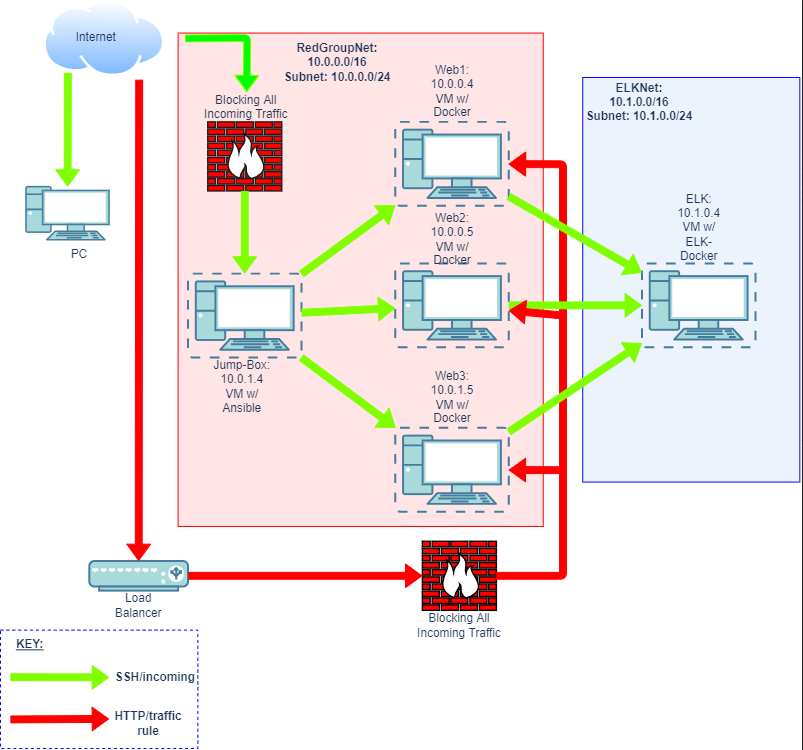 Internet
RedGroupNet:
10.0.0.0/16
Subnet: 10.0.0.0/24
Blocking All
Incoming Traffic
Web1:
10.0.0.4
VM w/
Docker
ELKNet:
10.1.0.0/16
Subnet: 10.1.0.0/24
PC
Web2:
10.0.0.5
VM w/
Docker
ELK:
10.1.0.4
VM w/
ELK-
Docker
Jump-Box:
10.0.1.4
VM w/
Ansible
Web3:
10.0.1.5
VM w/
Docker
Load
Balancer
Blocking All
Incoming Traffic
KEY:
SSH/incoming
HTTP/traffic
rule